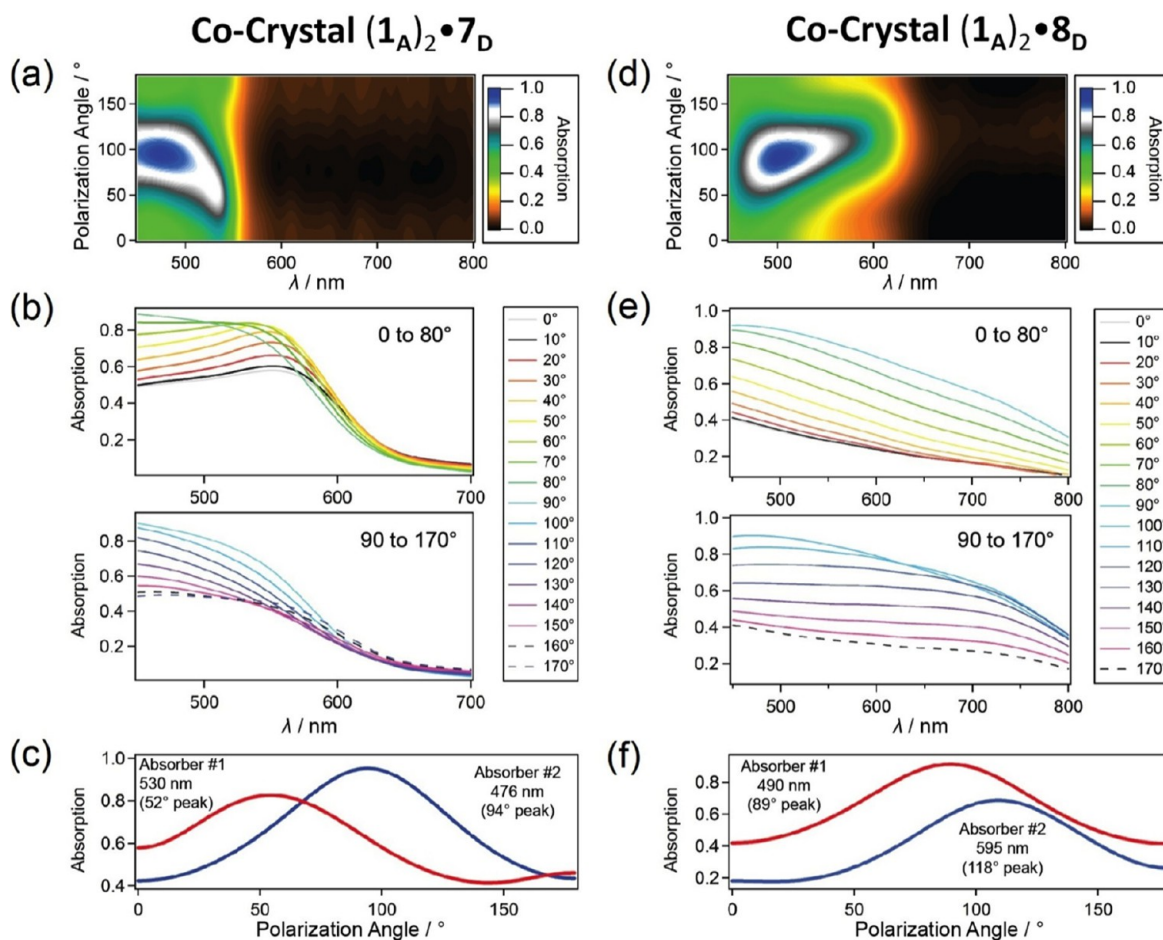 Co-Crystal (1A)2•7D
Co-Crystal (1A)2•8D
(a)
Polarization Angle / °
150
100
50
0
500
600
700
800
λ / nm
1.0
0.8
0.6
0.4
0.2
0.0
Absorption
(d)
Polarization Angle / °
150
100
50
0
500
600
700
800
λ / nm
1.0
0.8
0.6
0.4
0.2
0.0
Absorption
(b)
0 to 80°
Absorption
0.8
0.6
0.4
0.2
500
600
700
90 to 170°
Absorption
0.8
0.6
0.4
0.2
500
600
700
λ / nm
0°
10°
20°
30°
40°
50°
60°
70°
80°
90°
100°
110°
120°
130°
140°
150°
160°
170°
(e)
0 to 80°
Absorption
1.0
0.8
0.6
0.4
0.2
500
600
700
800
90 to 170°
Absorption
1.0
0.8
0.6
0.4
0.2
500
600
700
800
λ / nm
0°
10°
20°
30°
40°
50°
60°
70°
80°
90°
100°
110°
120°
130°
140°
150°
160°
170°
(c)
Absorption
1.0
0.8
0.6
0.4
Absorber #1
530 nm
(52° peak)
Absorber #2
476 nm
(94° peak)
0
50
100
150
Polarization Angle / °
(f)
Absorption
0.8
0.6
0.4
0.2
Absorber #1
490 nm
(89° peak)
Absorber #2
595 nm
(118° peak)
0
50
100
150
Polarization Angle / °